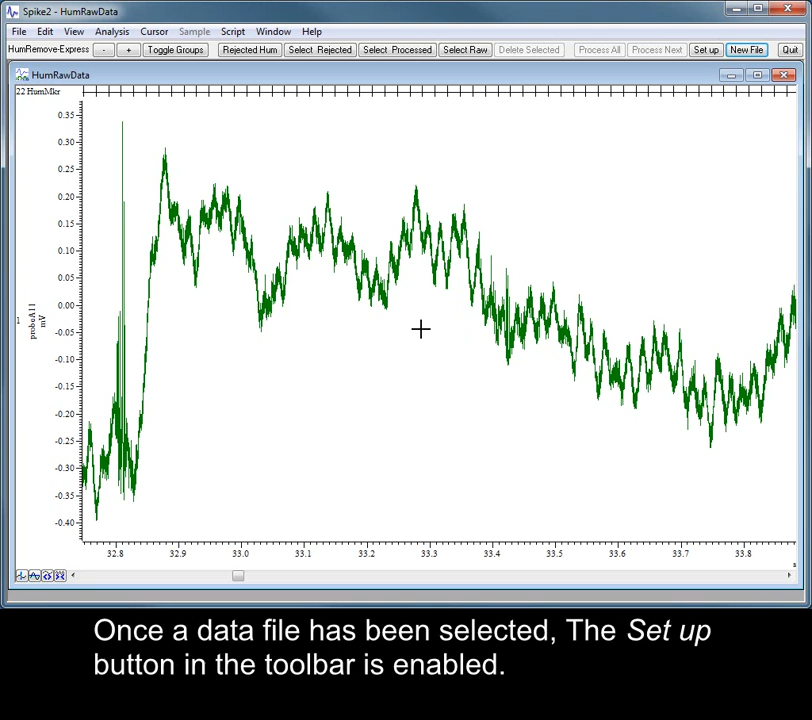 Spike2 - HumRawData
File Edit View Analysis Cursor Sample Script Window Help
HumRemove-Express - + Toggle Groups Rejected Hum Select Rejected Select Processed Select Raw Delete Selected Process All Process Next Set up New File Quit
HumRawData
22 HumMkr
0.35
0.30
0.25
0.20
0.15
0.10
0.05
0.00
-0.05
-0.10
-0.15
-0.20
-0.25
-0.30
-0.35
-0.40
1
probeA11
mV
32.8 32.9 33.0 33.1 33.2 33.3 33.4 33.5 33.6 33.7 33.8
s
Once a data file has been selected, The Set up
button in the toolbar is enabled.